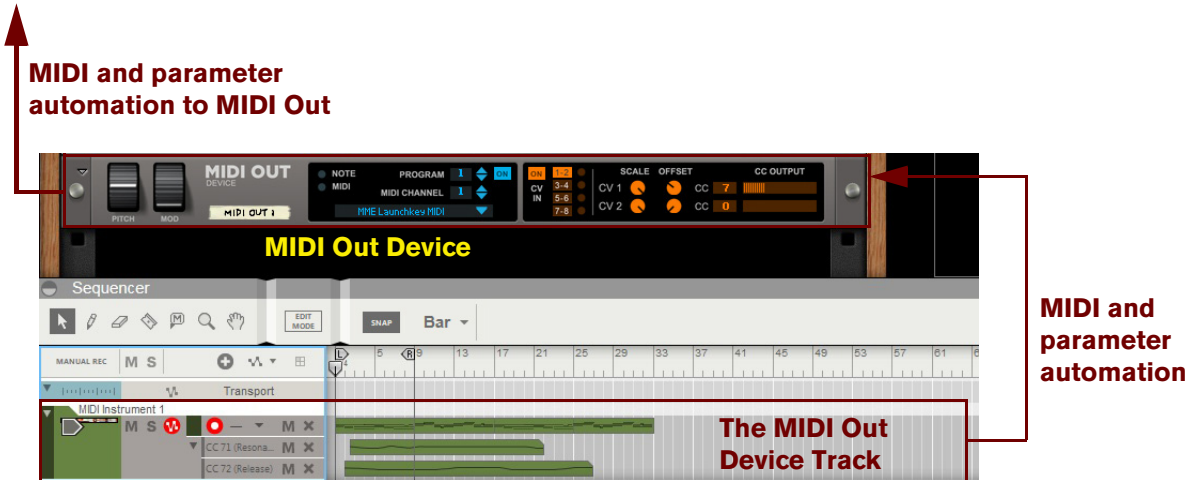 MIDI and parameter
automation to MIDI Out
MIDI OUT
DEVICE
PITCH
MOD
MIDI OUT 1
NOTE
MIDI
PROGRAM 1 ON
MIDI CHANNEL 1
MME Launchkey MIDI
ON
CV
IN
1-2
3-4
5-6
7-8
SCALE OFFSET
CV 1
CV 2
CC OUTPUT
CC 7
CC 0
MIDI Out Device
Sequencer
EDIT
MODE
SNAP
Bar
MIDI and
parameter
automation
MANUAL REC M S
L R
5 9 13 17 21 25 29 33 37 41 45 49 53 57 61
Transport
MIDI Instrument 1
M S M
CC 71 (Resona... M
CC 72 (Release) M
The MIDI Out
Device Track